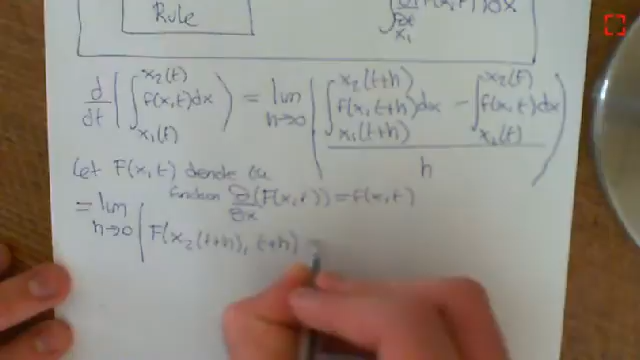 Rule
d/dt ( ∫_{x₁(t)}^{x₂(t)} f(x,t)dx ) = lim_{h→0} ( ( ∫_{x₁(t+h)}^{x₂(t+h)} f(x,t+h)dx − ∫_{x₁(t)}^{x₂(t)} f(x,t)dx ) / h )
Let F(x,t) denote the
function ∂/∂x (F(x,t)) = f(x,t)
= lim_{h→0} ( F(x₂(t+h), t+h)